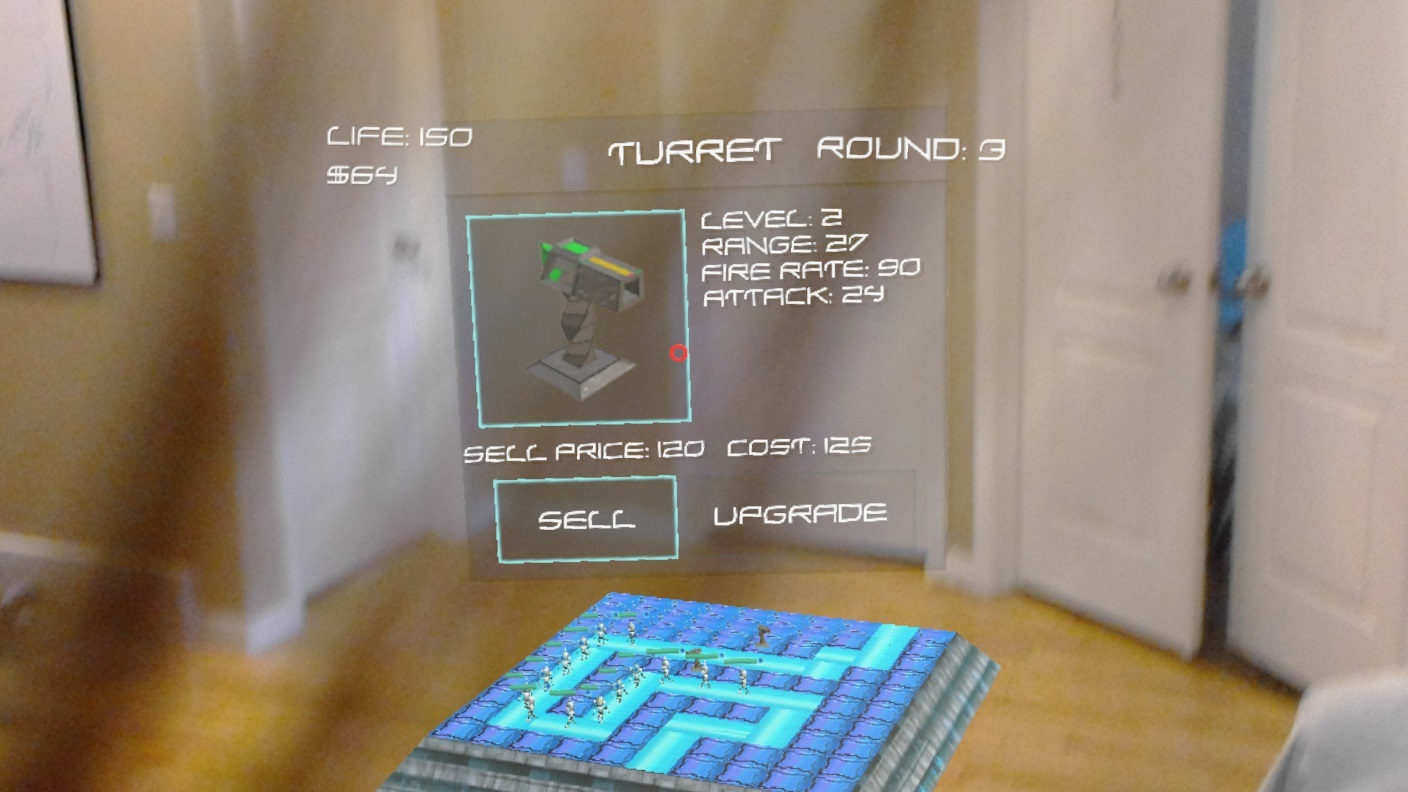 LIFE: 150
$64
TURRET
ROUND: 3
LEVEL: 2
RANGE: 27
FIRE RATE: 90
ATTACK: 24
SELL PRICE: 120 COST: 125
SELL UPGRADE